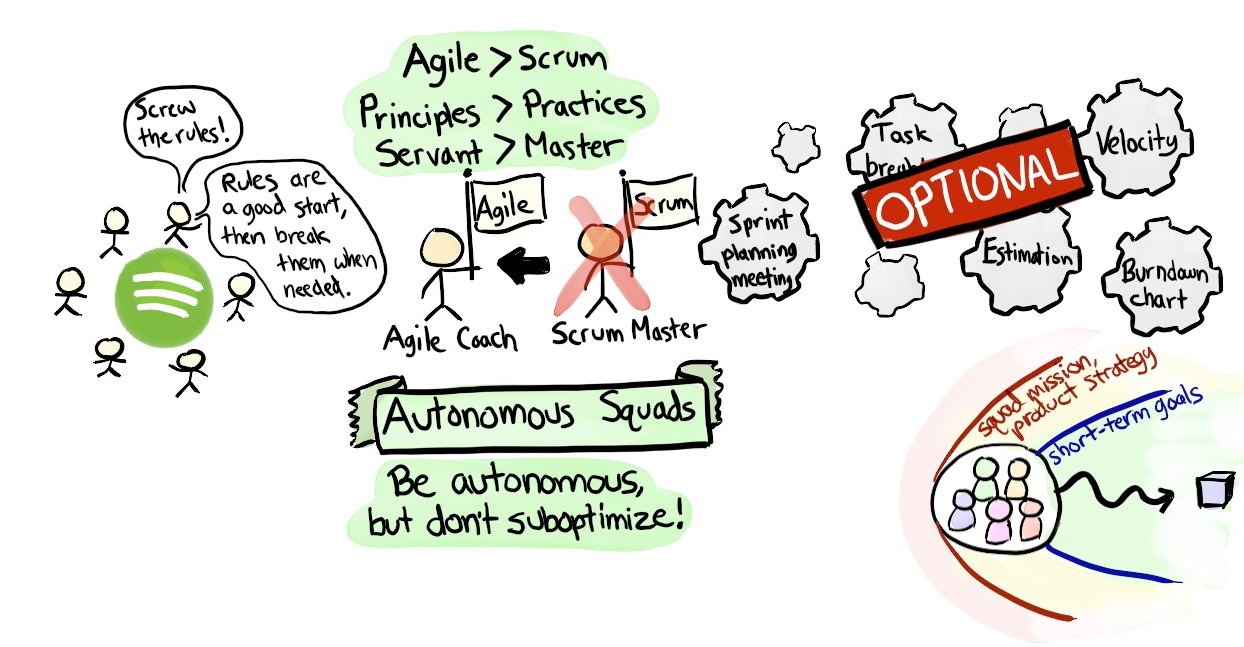 Screw
the rules!
Rules are
a good start,
then break
them when
needed.
Agile > Scrum
Principles > Practices
Servant > Master
Agile
Scrum
Agile Coach
Scrum Master
Autonomous Squads
Be autonomous,
but don't suboptimize!
Sprint
planning
meeting
Task
OPTIONAL
Velocity
Estimation
Burndown
chart
squad mission,
product strategy
short-term goals